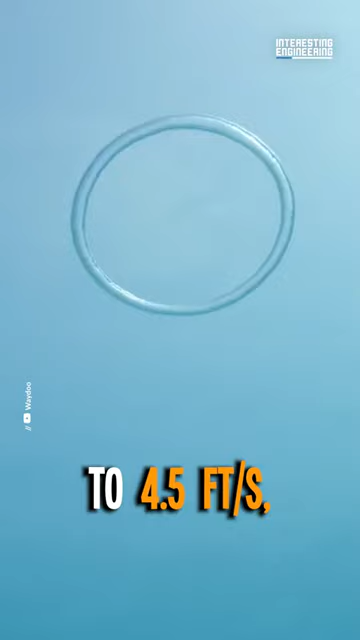 INTERESTING
ENGINEERING
// Waydoo
TO 4.5 FT/S,